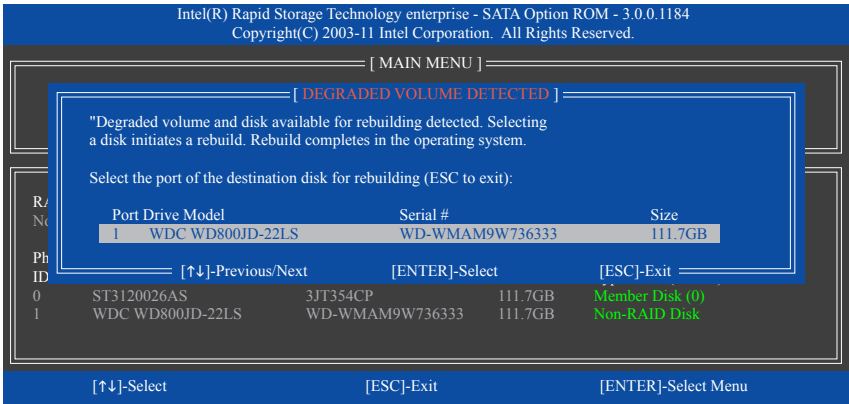 Intel(R) Rapid Storage Technology enterprise - SATA Option ROM - 3.0.0.1184
Copyright(C) 2003-11 Intel Corporation.  All Rights Reserved.
[ MAIN MENU ]
[ DEGRADED VOLUME DETECTED ]
"Degraded volume and disk available for rebuilding detected. Selecting
a disk initiates a rebuild. Rebuild completes in the operating system.
Select the port of the destination disk for rebuilding (ESC to exit):
Port Drive Model Serial # Size
1 WDC WD800JD-22LS WD-WMAM9W736333 111.7GB
[↑↓]-Previous/Next [ENTER]-Select [ESC]-Exit
ID
0 ST3120026AS 3JT354CP 111.7GB Member Disk (0)
1 WDC WD800JD-22LS WD-WMAM9W736333 111.7GB Non-RAID Disk
[↑↓]-Select [ESC]-Exit [ENTER]-Select Menu